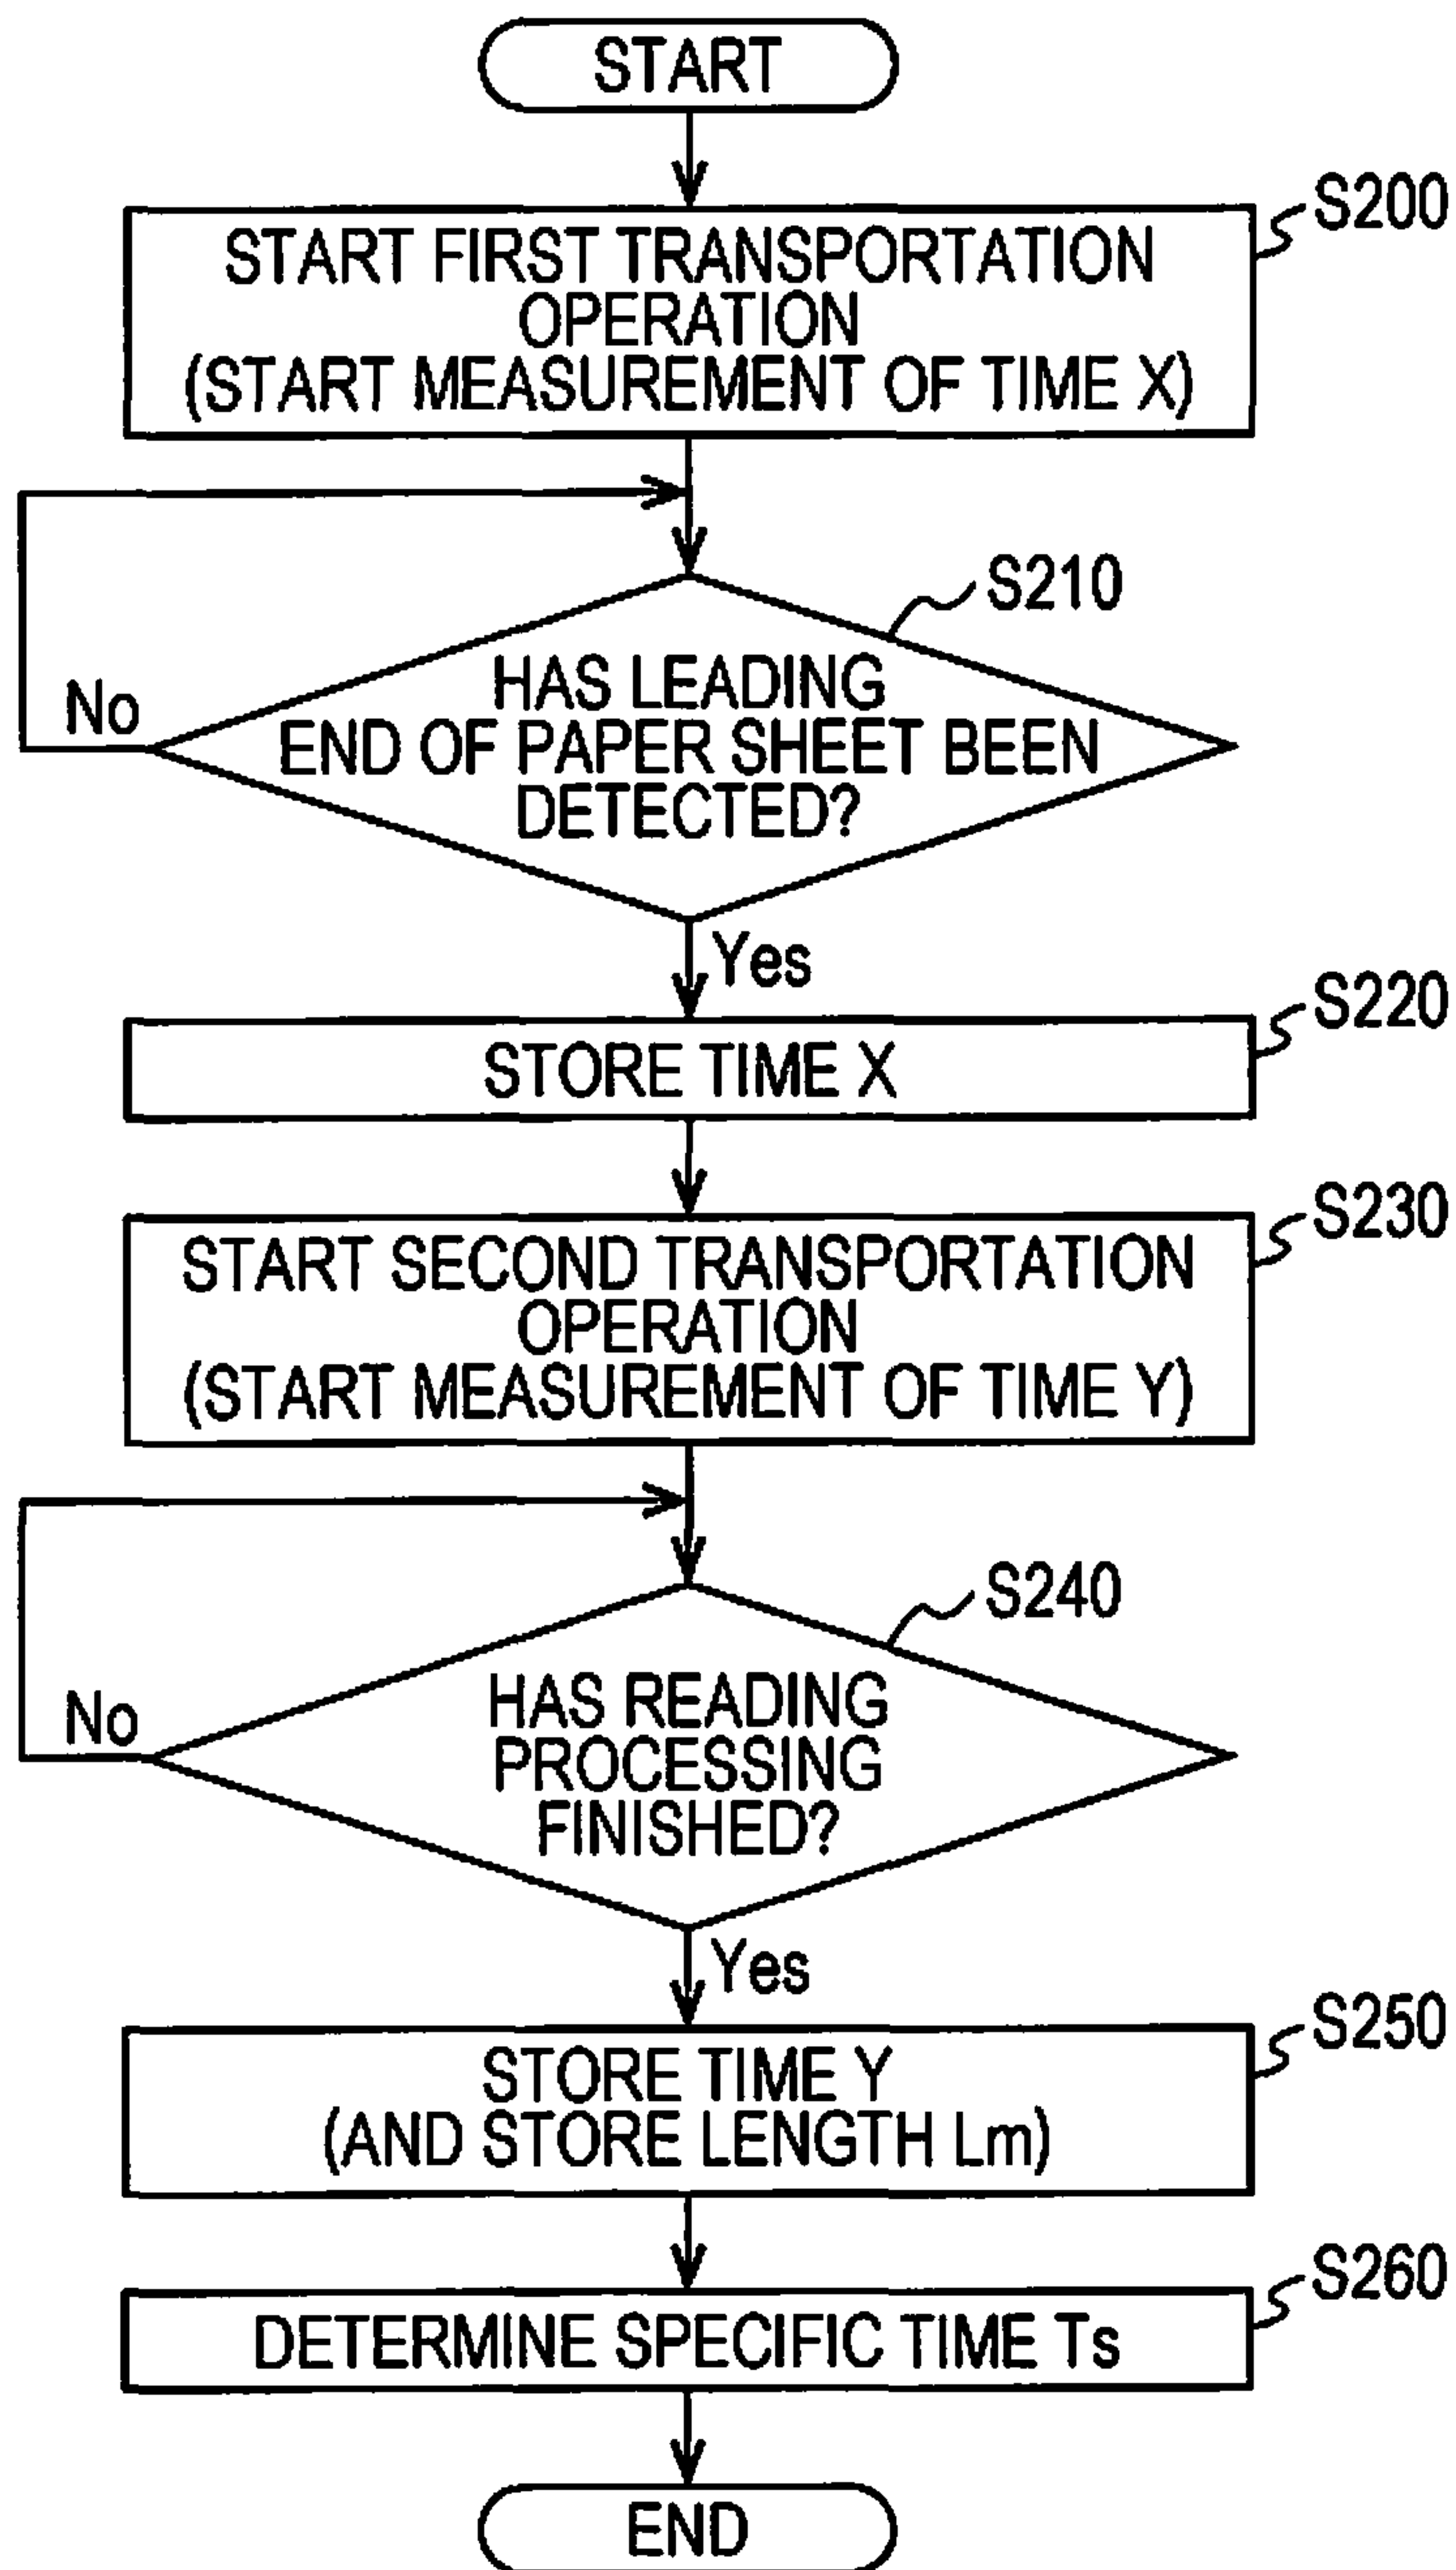 START
S200
START FIRST TRANSPORTATION
OPERATION
(START MEASUREMENT OF TIME X)
S210
HAS LEADING
END OF PAPER SHEET BEEN
DETECTED?
No
Yes
S220
STORE TIME X
S230
START SECOND TRANSPORTATION
OPERATION
(START MEASUREMENT OF TIME Y)
S240
HAS READING
PROCESSING
FINISHED?
No
Yes
S250
STORE TIME Y
(AND STORE LENGTH Lm)
S260
DETERMINE SPECIFIC TIME Ts
END